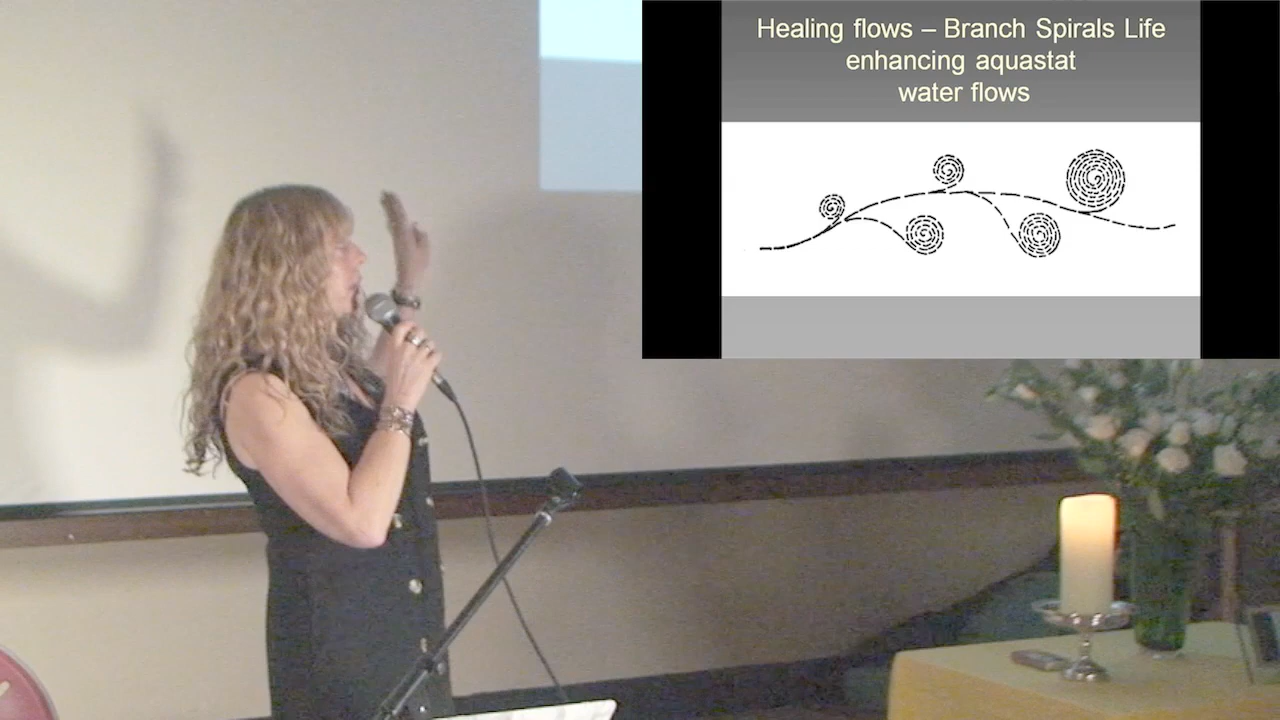 Healing flows – Branch Spirals Life
enhancing aquastat
water flows